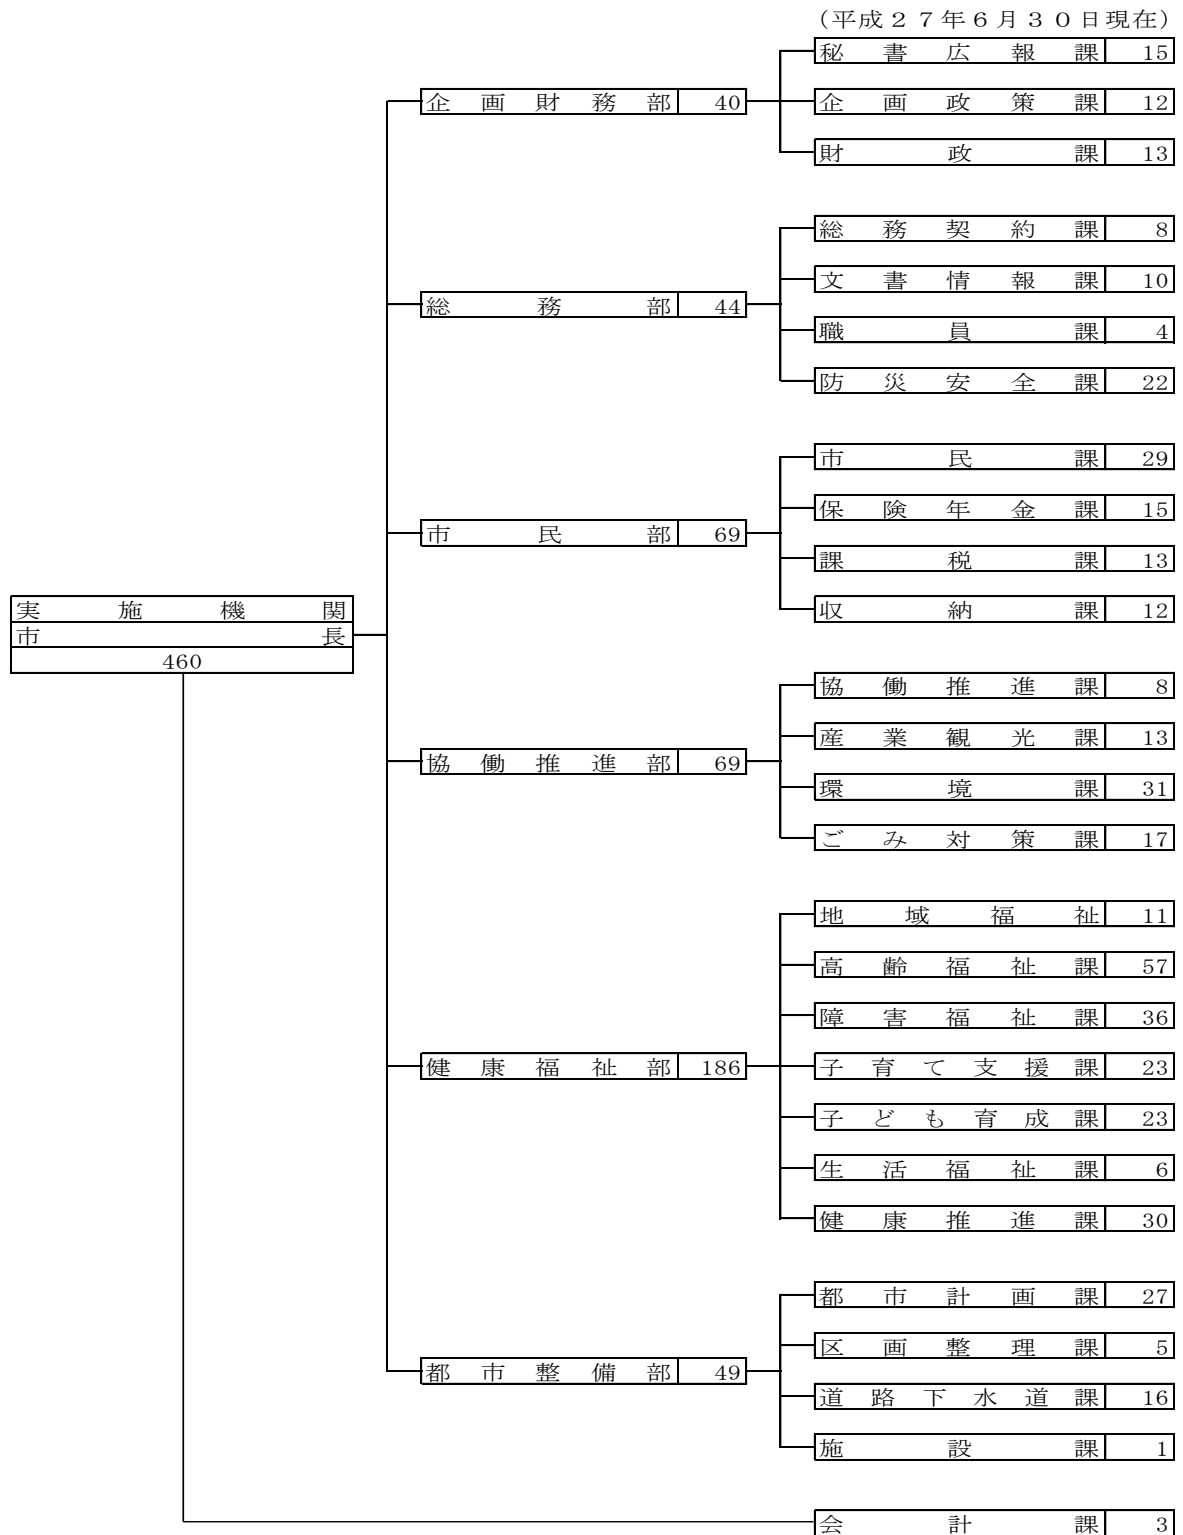 （平成２７年６月３０日現在）
秘書広報課 15
企画財務部 40
企画政策課 12
財政課 13
総務契約課 8
文書情報課 10
総務部 44
職員課 4
防災安全課 22
市民課 29
保険年金課 15
市民部 69
課税課 13
収納課 12
実施機関
市長
460
協働推進課 8
産業観光課 13
協働推進部 69
環境課 31
ごみ対策課 17
地域福祉 11
高齢福祉課 57
障害福祉課 36
健康福祉部 186
子育て支援課 23
子ども育成課 23
生活福祉課 6
健康推進課 30
都市計画課 27
区画整理課 5
都市整備部 49
道路下水道課 16
施設課 1
会計課 3